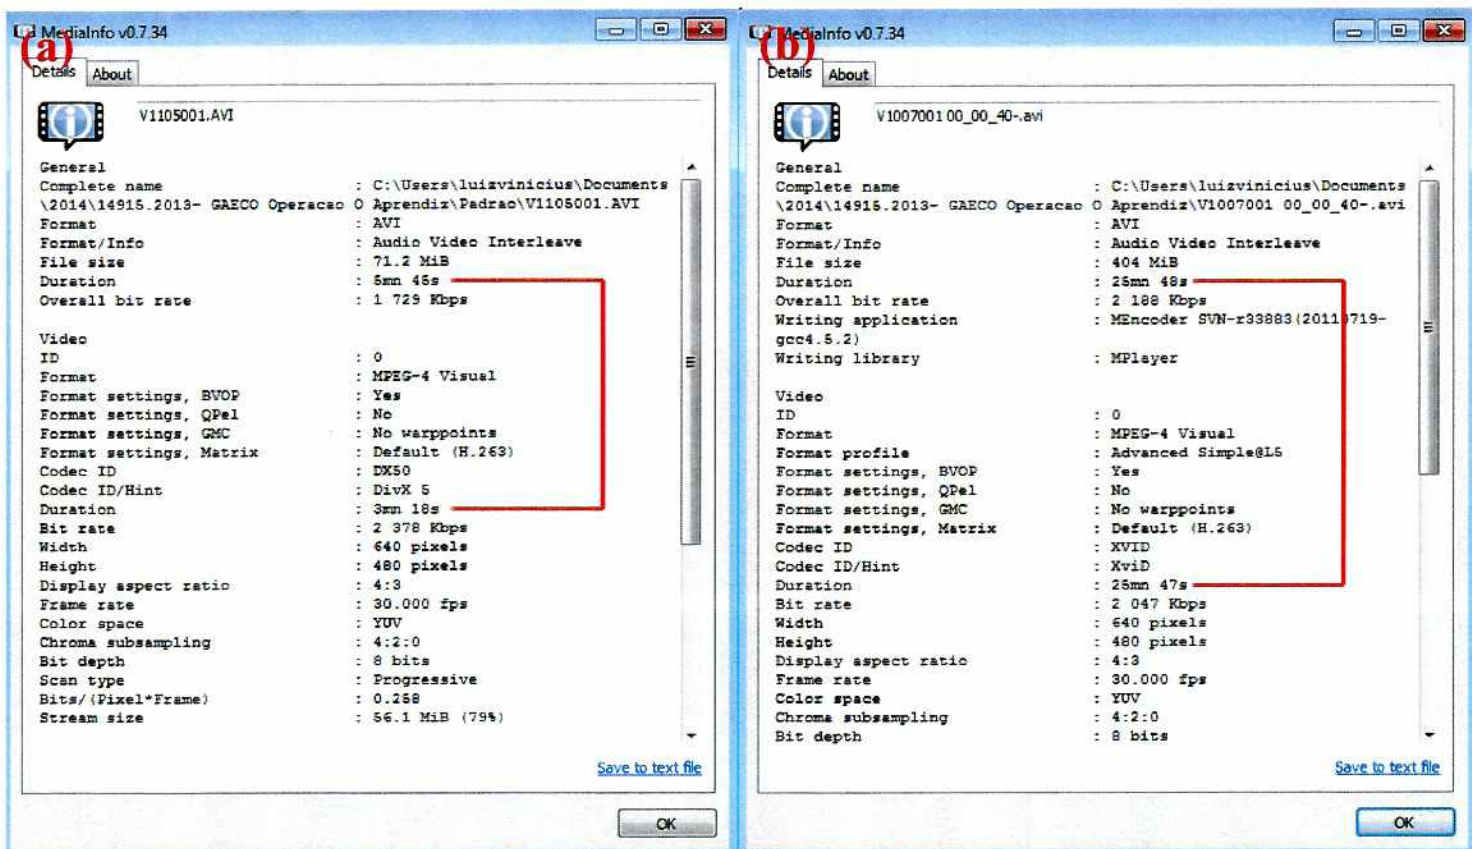 (a)
MediaInfo v0.7.34
Details About
V1105001.AVI
General
Complete name : C:\Users\luizvinicius\Documents
\2014\14915.2013- GAECO Operacao O Aprendiz\Padrao\V1105001.AVI
Format : AVI
Format/Info : Audio Video Interleave
File size : 71.2 MiB
Duration : 5mn 45s
Overall bit rate : 1 729 Kbps
Video
ID : 0
Format : MPEG-4 Visual
Format settings, BVOP : Yes
Format settings, QPel : No
Format settings, GMC : No warppoints
Format settings, Matrix : Default (H.263)
Codec ID : DX50
Codec ID/Hint : DivX 5
Duration : 3mn 18s
Bit rate : 2 378 Kbps
Width : 640 pixels
Height : 480 pixels
Display aspect ratio : 4:3
Frame rate : 30.000 fps
Color space : YUV
Chroma subsampling : 4:2:0
Bit depth : 8 bits
Scan type : Progressive
Bits/(Pixel*Frame) : 0.258
Stream size : 56.1 MiB (79%)
Save to text file
OK
(b)
MediaInfo v0.7.34
Details About
V1007001 00_00_40-.avi
General
Complete name : C:\Users\luizvinicius\Documents
\2014\14915.2013- GAECO Operacao O Aprendiz\V1007001 00_00_40-.avi
Format : AVI
Format/Info : Audio Video Interleave
File size : 404 MiB
Duration : 25mn 48s
Overall bit rate : 2 188 Kbps
Writing application : MEncoder SVN-r33883(20110719-
gcc4.5.2)
Writing library : MPlayer
Video
ID : 0
Format : MPEG-4 Visual
Format profile : Advanced Simple@L5
Format settings, BVOP : Yes
Format settings, QPel : No
Format settings, GMC : No warppoints
Format settings, Matrix : Default (H.263)
Codec ID : XVID
Codec ID/Hint : XviD
Duration : 25mn 47s
Bit rate : 2 047 Kbps
Width : 640 pixels
Height : 480 pixels
Display aspect ratio : 4:3
Frame rate : 30.000 fps
Color space : YUV
Chroma subsampling : 4:2:0
Bit depth : 8 bits
Save to text file
OK